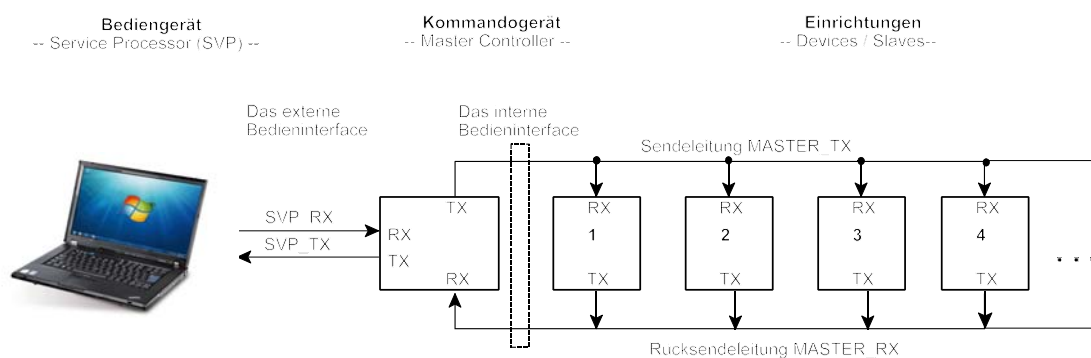 Bediengerät
-- Service Processor (SVP) --
Kommandogerät
-- Master Controller --
Einrichtungen
-- Devices / Slaves--
Das externe
Bedieninterface
Das interne
Bedieninterface
Sendeleitung MASTER_TX
SVP_RX
SVP_TX
TX
RX
TX
RX
RX
1
TX
RX
2
TX
RX
3
TX
RX
4
TX
. . .
Rucksendeleitung MASTER_RX